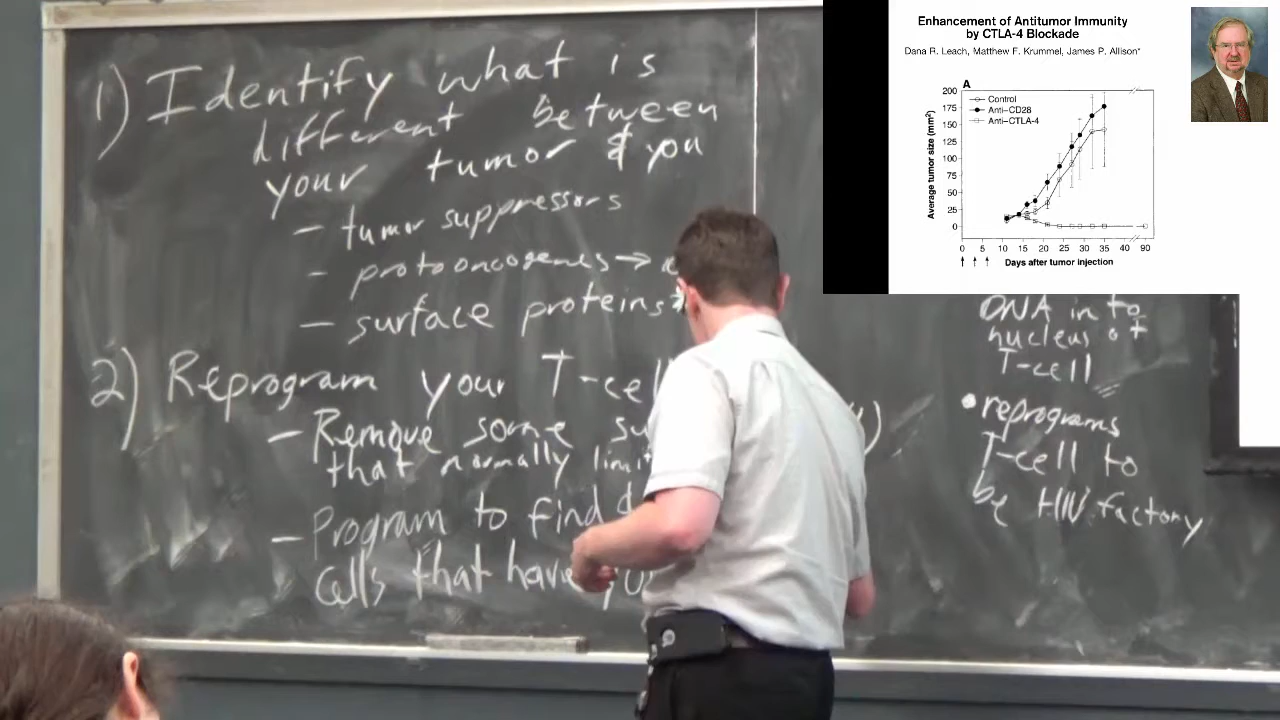 1) Identify what is
different between
your tumor & you
- tumor suppressors
- protooncogenes →
- surface proteins
2) Reprogram your T-cell
- Remove some
that normally limit
- Program to find
cells that have
DNA in to
nucleus of
T-cell
• reprograms
T-cell to
be HIV factory
Enhancement of Antitumor Immunity
by CTLA-4 Blockade
Dana R. Leach, Matthew F. Krummel, James P. Allison*
A
Control
Anti-CD28
Anti-CTLA-4
Average tumor size (mm²)
200
175
150
125
100
75
50
25
0
0 5 10 15 20 25 30 35 40 90
Days after tumor injection